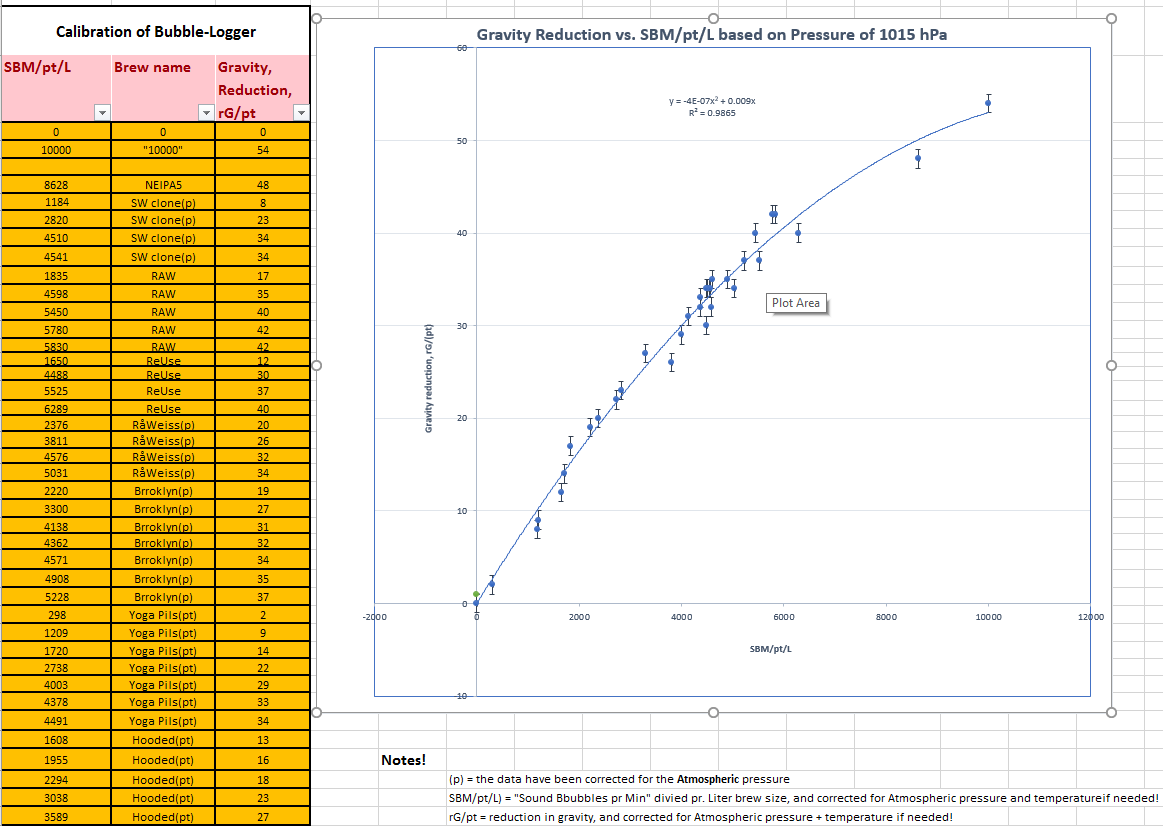 Calibration of Bubble-Logger
SBM/pt/L Brew name Gravity,
Reduction,
rG/pt
0 0 0
10000 "10000" 54
8628 NEIPA5 48
1184 SW clone(p) 8
2820 SW clone(p) 23
4510 SW clone(p) 34
4541 SW clone(p) 34
1835 RAW 17
4598 RAW 35
5450 RAW 40
5780 RAW 42
5830 RAW 42
1650 ReUse 12
4488 ReUse 30
5525 ReUse 37
6289 ReUse 40
2376 RåWeiss(p) 20
3811 RåWeiss(p) 26
4576 RåWeiss(p) 32
5031 RåWeiss(p) 34
2220 Brroklyn(p) 19
3300 Brroklyn(p) 27
4138 Brroklyn(p) 31
4362 Brroklyn(p) 32
4571 Brroklyn(p) 34
4908 Brroklyn(p) 35
5228 Brroklyn(p) 37
298 Yoga Pils(pt) 2
1209 Yoga Pils(pt) 9
1720 Yoga Pils(pt) 14
2738 Yoga Pils(pt) 22
4003 Yoga Pils(pt) 29
4378 Yoga Pils(pt) 33
4491 Yoga Pils(pt) 34
1608 Hooded(pt) 13
1955 Hooded(pt) 16
2294 Hooded(pt) 18
3038 Hooded(pt) 23
3589 Hooded(pt) 27
Gravity Reduction vs. SBM/pt/L based on Pressure of 1015 hPa
y = -4E-07x² + 0.009x
R² = 0.9865
60
50
40
30
20
10
0
-10
Gravity reduction, rG/(pt)
Plot Area
-2000 0 2000 4000 6000 8000 10000 12000
SBM/pt/L
Notes!
(p) = the data have been corrected for the Atmospheric pressure
SBM/pt/L) = "Sound Bbubbles pr Min" divied pr. Liter brew size, and corrected for Atmospheric pressure and temperatureif needed!
rG/pt = reduction in gravity, and corrected for Atmospheric pressure + temperature if needed!